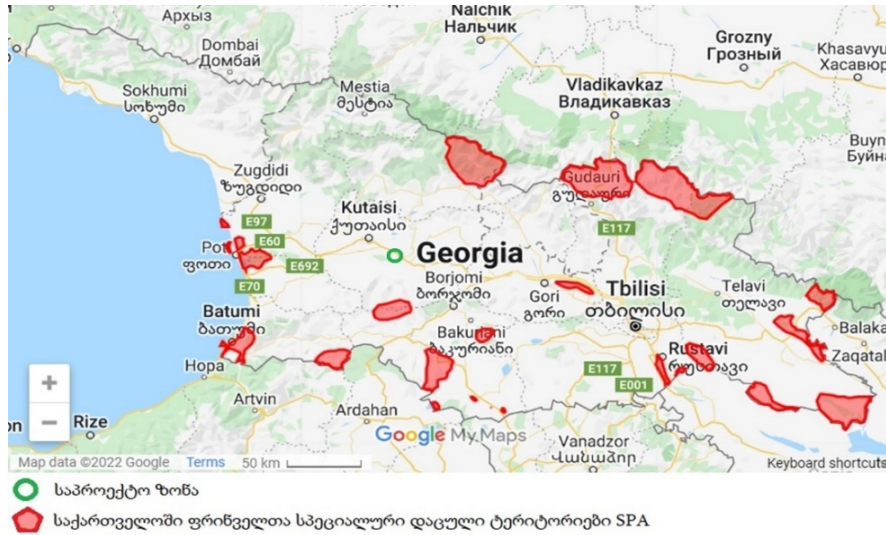 Архыз
Nalchik
Нальчик
Dombai
Домбай
Grozny
Грозный
Khasavyu
Хасавюр
Sokhumi
სოხუმი
Mestia
მესტია
Vladikavkaz
Владикавказ
Buyn
Буйн
Zugdidi
ზუგდიდი
Gudauri
გუდაური
Kutaisi
ქუთაისი
E97
E60
E117
Pot
ფოთი
E692
Georgia
E70
Borjomi
ბორჯომი
Gori
გორი
Tbilisi
თბილისი
Telavi
თელავი
Batumi
ბათუმი
Bakuriani
ბაკურიანი
Balaka
Rustavi
რუსთავი
Zaqatal
Hopa
E117
E001
Artvin
Ardahan
Rize
Google My Maps
Vanadzor
Վանաձոր
Map data ©2022 Google Terms 50 km
Keyboard shortcuts
საპროექტო ზონა
საქართველოში ფრინველთა სპეციალური დაცული ტერიტორიები SPA